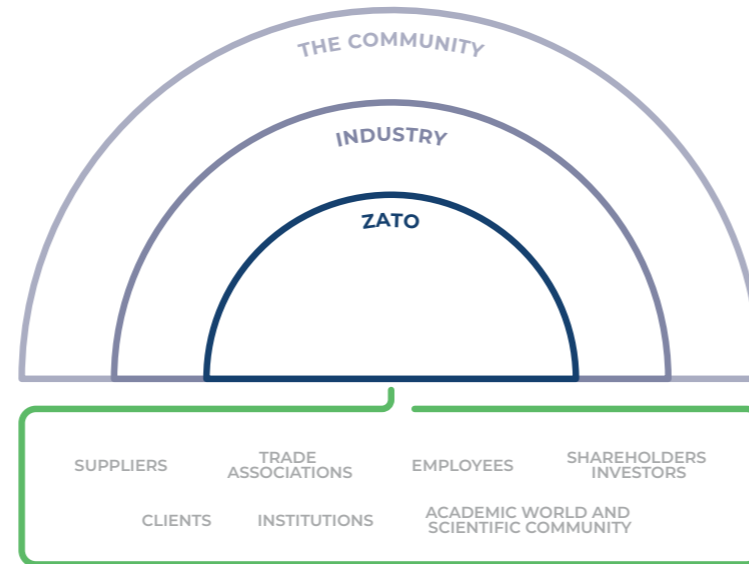 THE COMMUNITY
INDUSTRY
ZATO
SUPPLIERS
TRADE
ASSOCIATIONS
EMPLOYEES
SHAREHOLDERS
INVESTORS
CLIENTS
INSTITUTIONS
ACADEMIC WORLD AND
SCIENTIFIC COMMUNITY